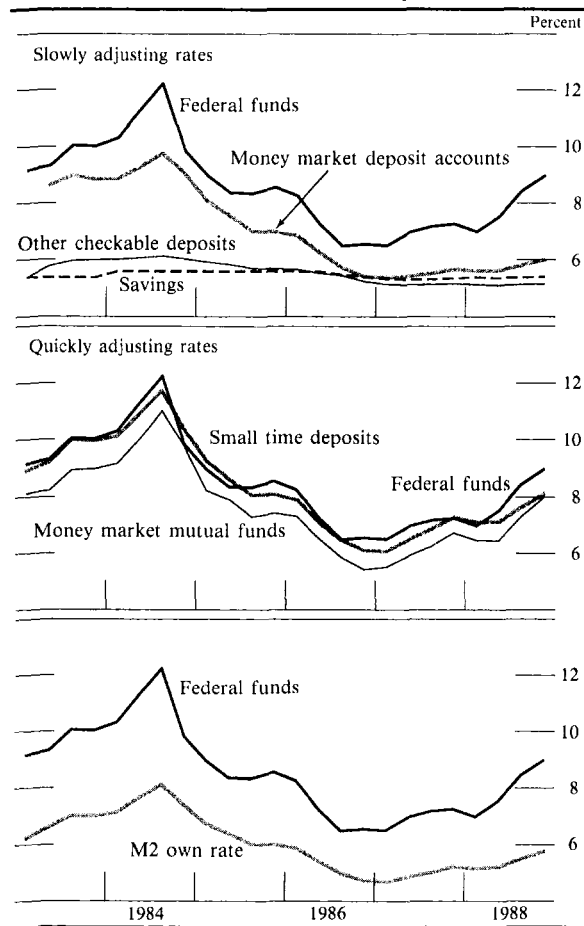 Percent
Slowly adjusting rates
12
Federal funds
10
Money market deposit accounts
8
Other checkable deposits
6
Savings
Quickly adjusting rates
12
Small time deposits
10
Federal funds
8
Money market mutual funds
6
12
Federal funds
10
8
M2 own rate
6
4
1984 1986 1988